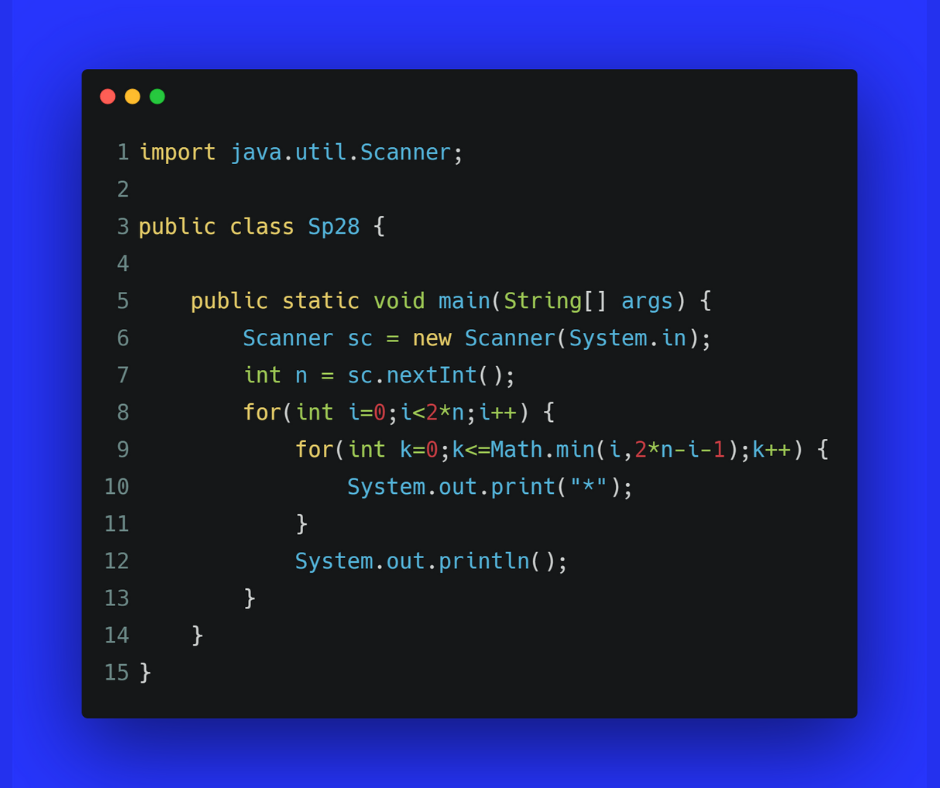 1 import java.util.Scanner;
2
3 public class Sp28 {
4
5     public static void main(String[] args) {
6         Scanner sc = new Scanner(System.in);
7         int n = sc.nextInt();
8         for(int i=0;i<2*n;i++) {
9             for(int k=0;k<=Math.min(i,2*n-i-1);k++) {
10                 System.out.print("*");
11             }
12             System.out.println();
13         }
14     }
15 }